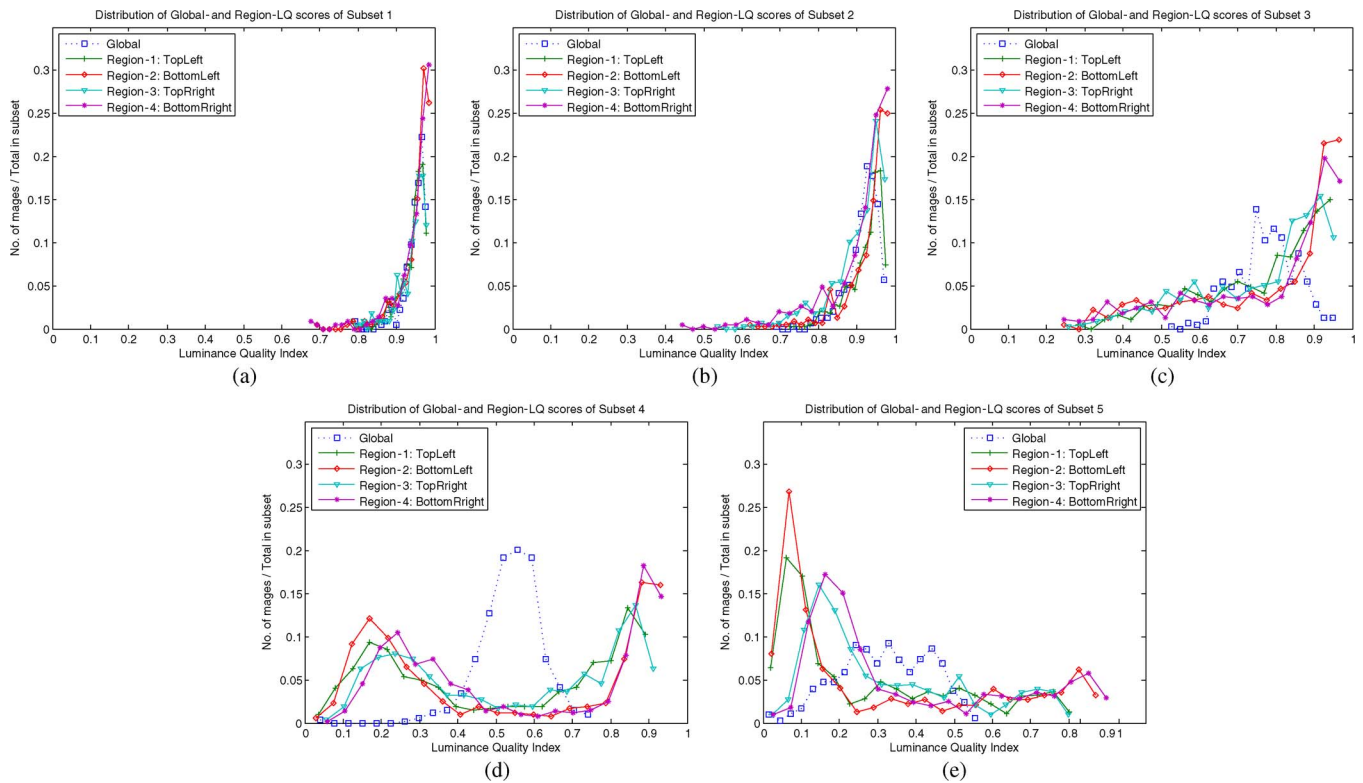 Distribution of Global- and Region-LQ scores of Subset 1
No. of mages / Total in subset
0.3
0.25
0.2
0.15
0.1
0.05
0
Global
Region-1: TopLeft
Region-2: BottomLeft
Region-3: TopRright
Region-4: BottomRright
0 0.1 0.2 0.3 0.4 0.5 0.6 0.7 0.8 0.9 1
Luminance Quality Index
(a)
Distribution of Global- and Region-LQ scores of Subset 2
No. of mages / Total in subset
0.3
0.25
0.2
0.15
0.1
0.05
0
Global
Region-1: TopLeft
Region-2: BottomLeft
Region-3: TopRright
Region-4: BottomRright
0 0.1 0.2 0.3 0.4 0.5 0.6 0.7 0.8 0.9 1
Luminance Quality Index
(b)
Distribution of Global- and Region-LQ scores of Subset 3
No. of mages / Total in subset
0.3
0.25
0.2
0.15
0.1
0.05
0
Global
Region-1: TopLeft
Region-2: BottomLeft
Region-3: TopRright
Region-4: BottomRright
0 0.1 0.2 0.3 0.4 0.5 0.6 0.7 0.8 0.9 1
Luminance Quality Index
(c)
Distribution of Global- and Region-LQ scores of Subset 4
No. of mages / Total in subset
0.3
0.25
0.2
0.15
0.1
0.05
0
Global
Region-1: TopLeft
Region-2: BottomLeft
Region-3: TopRright
Region-4: BottomRright
0 0.1 0.2 0.3 0.4 0.5 0.6 0.7 0.8 0.9 1
Luminance Quality Index
(d)
Distribution of Global- and Region-LQ scores of Subset 5
No. of mages / Total in subset
0.3
0.25
0.2
0.15
0.1
0.05
0
Global
Region-1: TopLeft
Region-2: BottomLeft
Region-3: TopRright
Region-4: BottomRright
0 0.1 0.2 0.3 0.4 0.5 0.6 0.7 0.8 0.91
Luminance Quality Index
(e)